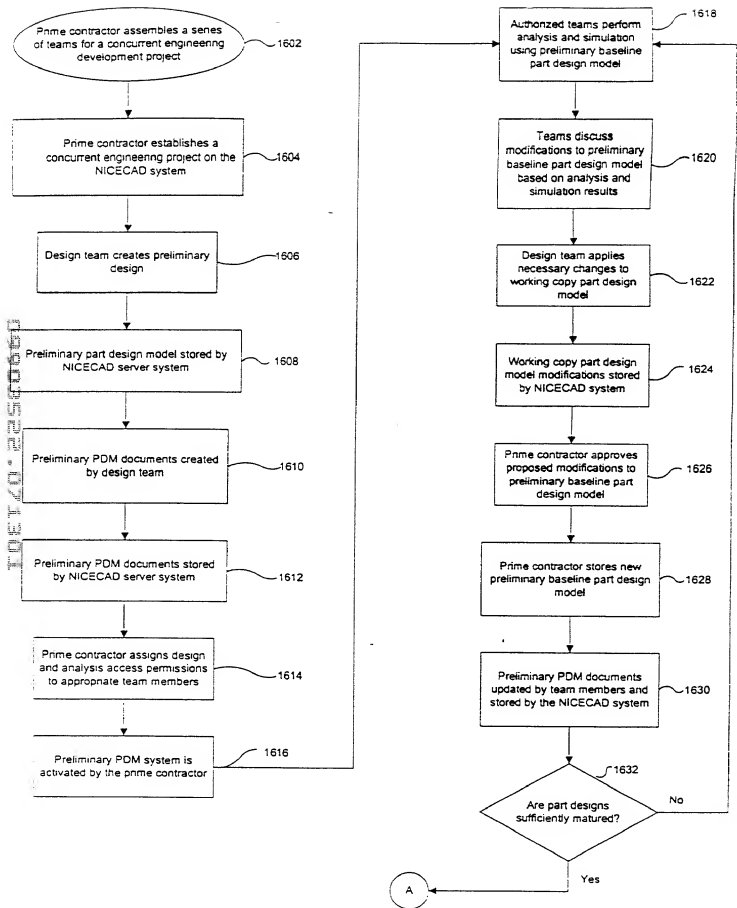 Prime contractor assembles a series
of teams for a concurrent engineering
development project
1602
Prime contractor establishes a
concurrent engineering project on the
NICECAD system
1604
Design team creates preliminary
design
1606
Preliminary part design model stored by
NICECAD server system
1608
Preliminary PDM documents created
by design team
1610
Preliminary PDM documents stored
by NICECAD server system
1612
Prime contractor assigns design
and analysis access permissions
to appropriate team members
1614
Preliminary PDM system is
activated by the prime contractor
1616
Authorized teams perform
analysis and simulation
using preliminary baseline
part design model
1618
Teams discuss
modifications to preliminary
baseline part design model
based on analysis and
simulation results
1620
Design team applies
necessary changes to
working copy part design
model
1622
Working copy part design
model modifications stored
by NICECAD system
1624
Prime contractor approves
proposed modifications to
preliminary baseline part
design model
1626
Prime contractor stores new
preliminary baseline part design
model
1628
Preliminary PDM documents
updated by team members and
stored by the NICECAD system
1630
1632
Are part designs
sufficiently matured?
No
Yes
A